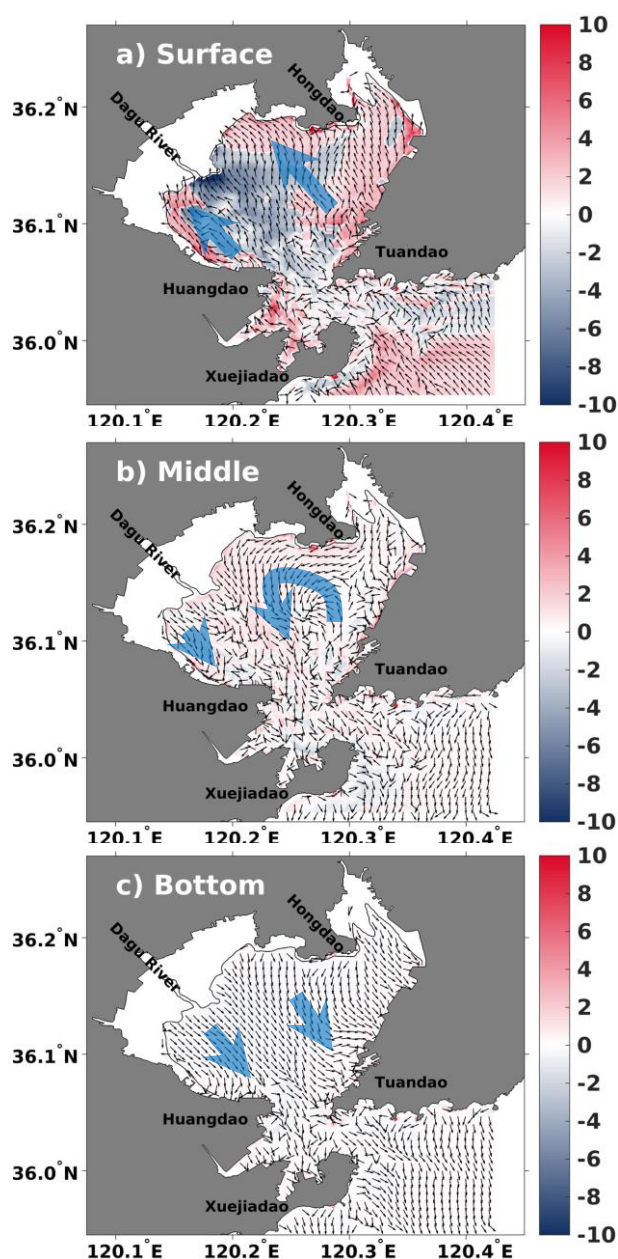 a) Surface
Hongdao
Dagu River
Tuandao
Huangdao
Xuejiadao
36.2°N
36.1°N
36.0°N
120.1°E 120.2°E 120.3°E 120.4°E
10
8
6
4
2
0
-2
-4
-6
-8
-10
b) Middle
Hongdao
Dagu River
Tuandao
Huangdao
Xuejiadao
36.2°N
36.1°N
36.0°N
120.1°E 120.2°E 120.3°E 120.4°E
10
8
6
4
2
0
-2
-4
-6
-8
-10
c) Bottom
Hongdao
Dagu River
Tuandao
Huangdao
Xuejiadao
36.2°N
36.1°N
36.0°N
120.1°E 120.2°E 120.3°E 120.4°E
10
8
6
4
2
0
-2
-4
-6
-8
-10